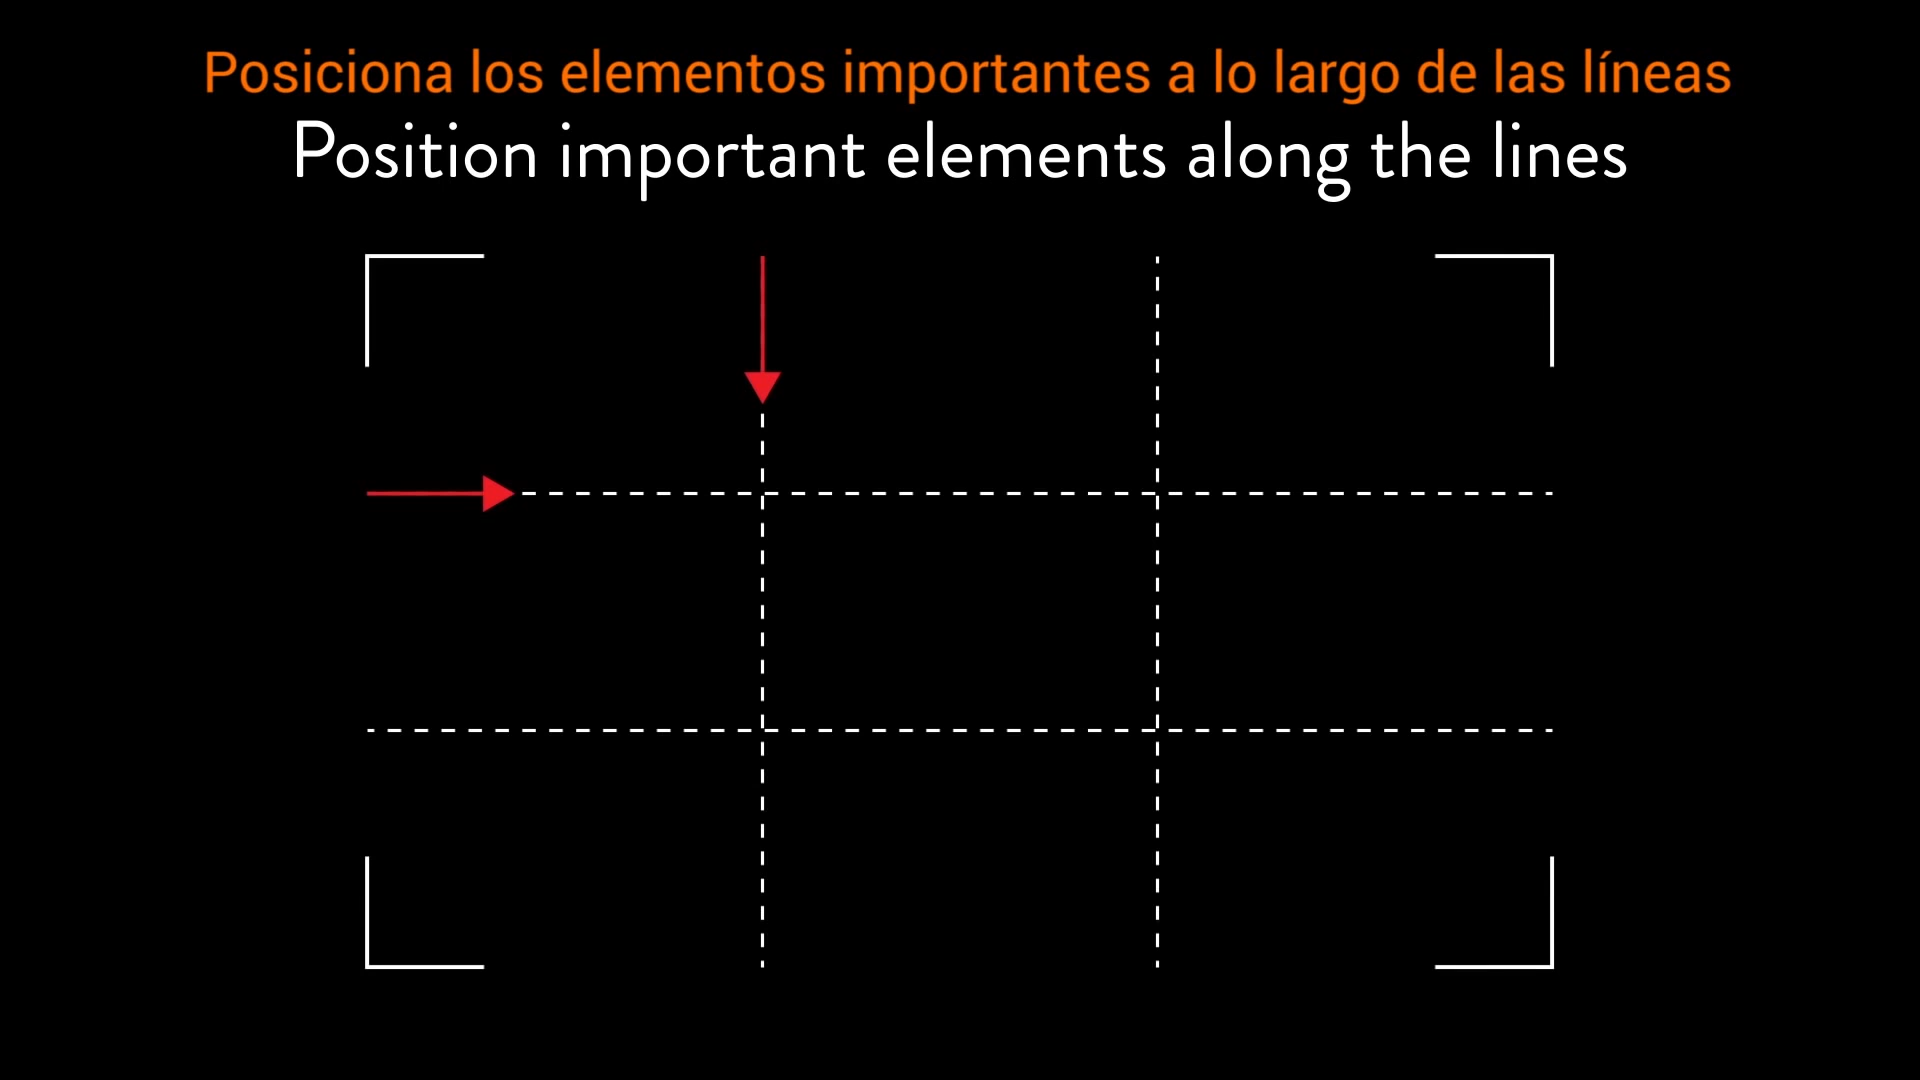 Posiciona los elementos importantes a lo largo de las líneas
Position important elements along the lines